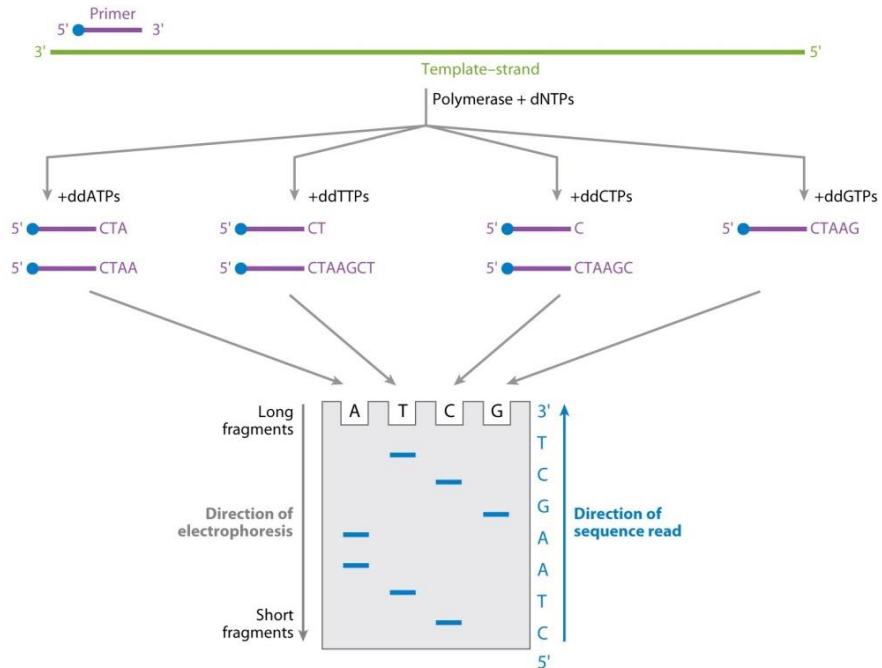 Primer
5' 3'
3' 5'
Template–strand
Polymerase + dNTPs
+ddATPs +ddTTPs +ddCTPs +ddGTPs
5' CTA 5' CT 5' C 5' CTAAG
5' CTAA 5' CTAAGCT 5' CTAAGC
Long
fragments
A T C G
3'
T
C
G
A
A
T
C
5'
Direction of
electrophoresis
Direction of
sequence read
Short
fragments